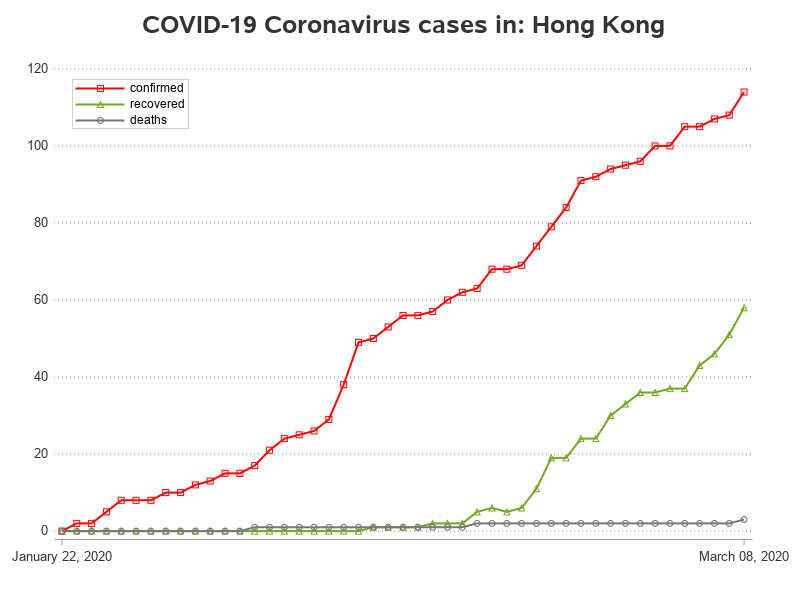 COVID-19 Coronavirus cases in: Hong Kong
120
confirmed
recovered
deaths
100
80
60
40
20
0
January 22, 2020
March 08, 2020